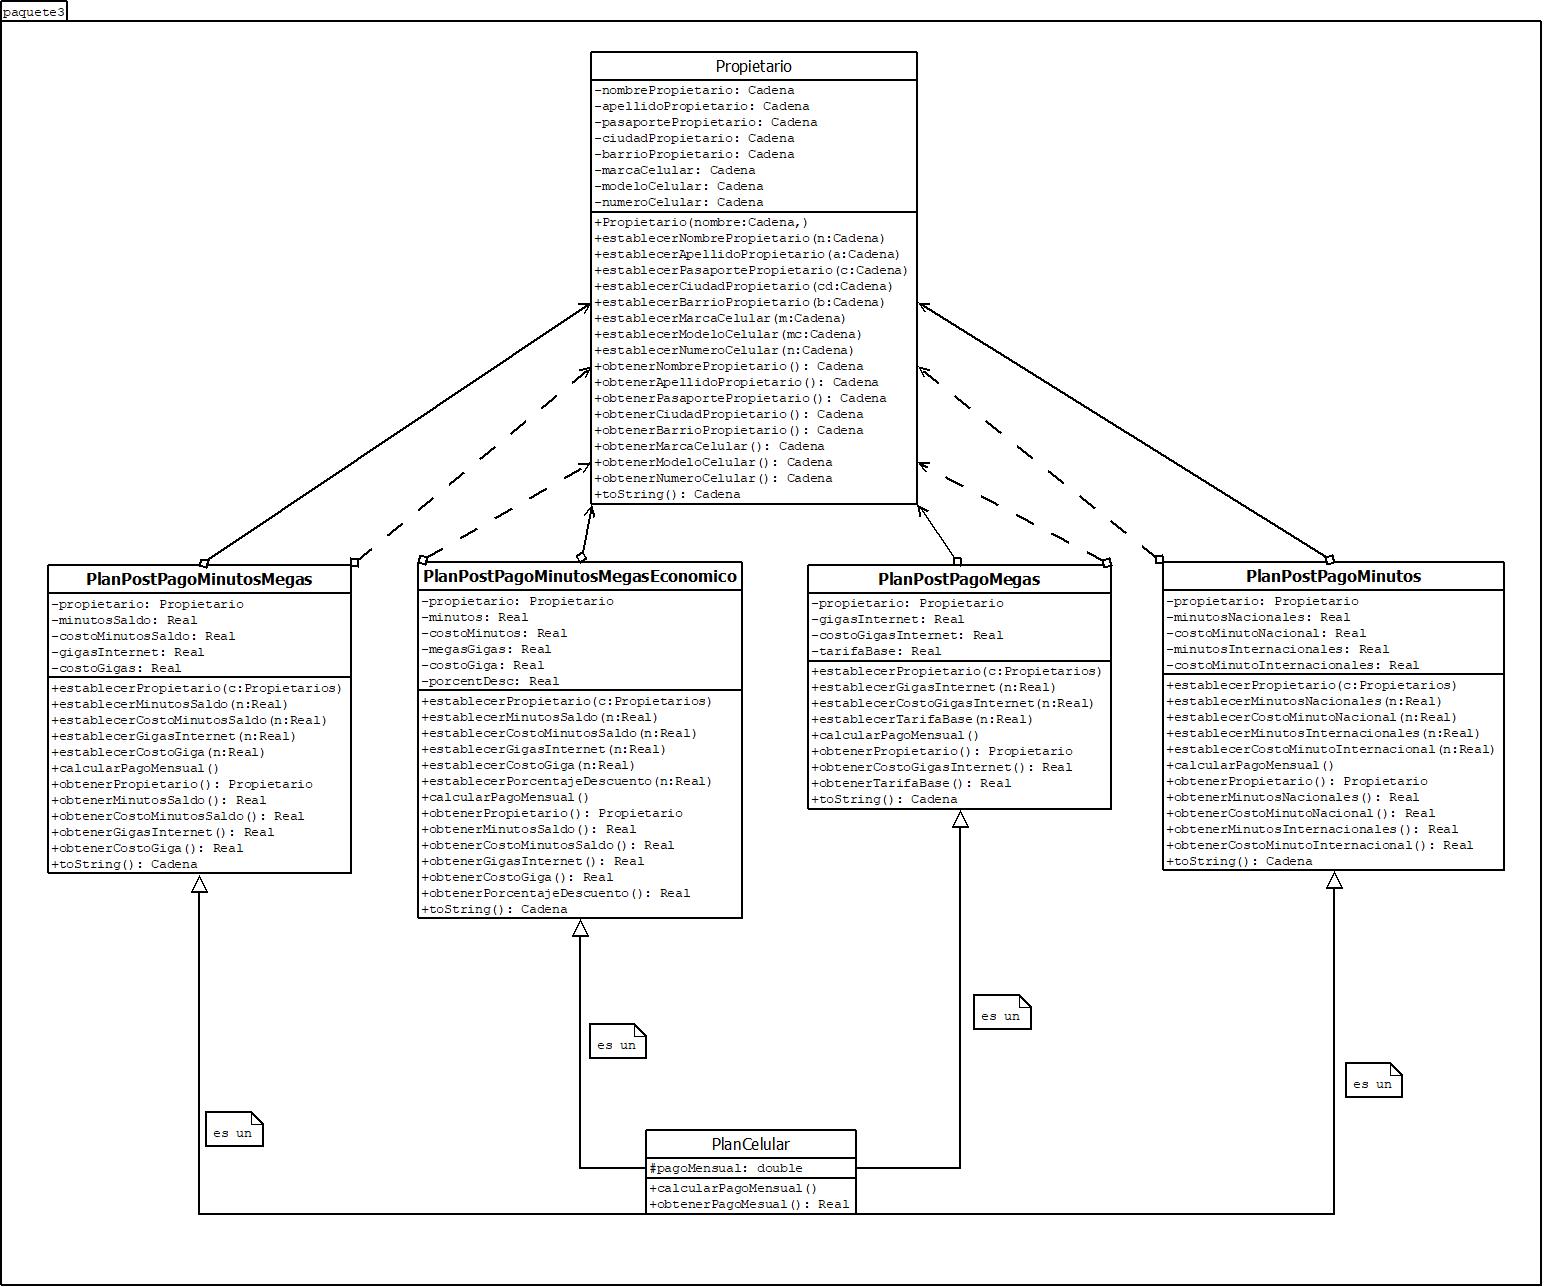 paquete3
Propietario
-nombrePropietario: Cadena
-apellidoPropietario: Cadena
-pasaportePropietario: Cadena
-ciudadPropietario: Cadena
-barrioPropietario: Cadena
-marcaCelular: Cadena
-modeloCelular: Cadena
-numeroCelular: Cadena
+Propietario(nombre:Cadena,)
+establecerNombrePropietario(n:Cadena)
+establecerApellidoPropietario(a:Cadena)
+establecerPasaportePropietario(c:Cadena)
+establecerCiudadPropietario(cd:Cadena)
+establecerBarrioPropietario(b:Cadena)
+establecerMarcaCelular(m:Cadena)
+establecerModeloCelular(mc:Cadena)
+establecerNumeroCelular(n:Cadena)
+obtenerNombrePropietario(): Cadena
+obtenerApellidoPropietario(): Cadena
+obtenerPasaportePropietario(): Cadena
+obtenerCiudadPropietario(): Cadena
+obtenerBarrioPropietario(): Cadena
+obtenerMarcaCelular(): Cadena
+obtenerModeloCelular(): Cadena
+obtenerNumeroCelular(): Cadena
+toString(): Cadena
PlanPostPagoMinutosMegas
-propietario: Propietario
-minutosSaldo: Real
-costoMinutosSaldo: Real
-gigasInternet: Real
-costoGigas: Real
+establecerPropietario(c:Propietarios)
+establecerMinutosSaldo(n:Real)
+establecerCostoMinutosSaldo(n:Real)
+establecerGigasInternet(n:Real)
+establecerCostoGiga(n:Real)
+calcularPagoMensual()
+obtenerPropietario(): Propietario
+obtenerMinutosSaldo(): Real
+obtenerCostoMinutosSaldo(): Real
+obtenerGigasInternet(): Real
+obtenerCostoGiga(): Real
+toString(): Cadena
PlanPostPagoMinutosMegasEconomico
-propietario: Propietario
-minutos: Real
-costoMinutos: Real
-megasGigas: Real
-costoGiga: Real
-porcentDesc: Real
+establecerPropietario(c:Propietarios)
+establecerMinutosSaldo(n:Real)
+establecerCostoMinutosSaldo(n:Real)
+establecerGigasInternet(n:Real)
+establecerCostoGiga(n:Real)
+establecerPorcentajeDescuento(n:Real)
+calcularPagoMensual()
+obtenerPropietario(): Propietario
+obtenerMinutosSaldo(): Real
+obtenerCostoMinutosSaldo(): Real
+obtenerGigasInternet(): Real
+obtenerCostoGiga(): Real
+obtenerPorcentajeDescuento(): Real
+toString(): Cadena
PlanPostPagoMegas
-propietario: Propietario
-gigasInternet: Real
-costoGigasInternet: Real
-tarifaBase: Real
+establecerPropietario(c:Propietarios)
+establecerGigasInternet(n:Real)
+establecerCostoGigasInternet(n:Real)
+establecerTarifaBase(n:Real)
+calcularPagoMensual()
+obtenerPropietario(): Propietario
+obtenerCostoGigasInternet(): Real
+obtenerTarifaBase(): Real
+toString(): Cadena
PlanPostPagoMinutos
-propietario: Propietario
-minutosNacionales: Real
-costoMinutoNacional: Real
-minutosInternacionales: Real
-costoMinutoInternacionales: Real
+establecerPropietario(c:Propietarios)
+establecerMinutosNacionales(n:Real)
+establecerCostoMinutoNacional(n:Real)
+establecerMinutosInternacionales(n:Real)
+establecerCostoMinutoInternacional(n:Real)
+calcularPagoMensual()
+obtenerPropietario(): Propietario
+obtenerMinutosNacionales(): Real
+obtenerCostoMinutoNacional(): Real
+obtenerMinutosInternacionales(): Real
+obtenerCostoMinutoInternacional(): Real
+toString(): Cadena
es un
es un
es un
es un
PlanCelular
#pagoMensual: double
+calcularPagoMensual()
+obtenerPagoMesual(): Real